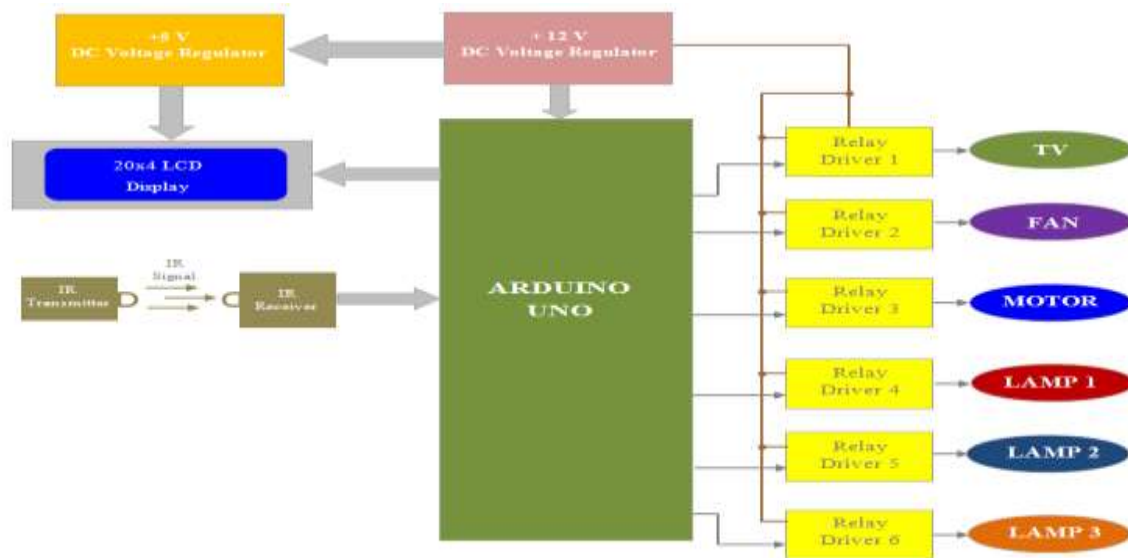 +8 V
DC Voltage Regulator
+ 12 V
DC Voltage Regulator
20x4 LCD
Display
IR
Transmitter
IR
Signal
IR
Receiver
ARDUINO
UNO
Relay
Driver 1
TV
Relay
Driver 2
FAN
Relay
Driver 3
MOTOR
Relay
Driver 4
LAMP 1
Relay
Driver 5
LAMP 2
Relay
Driver 6
LAMP 3